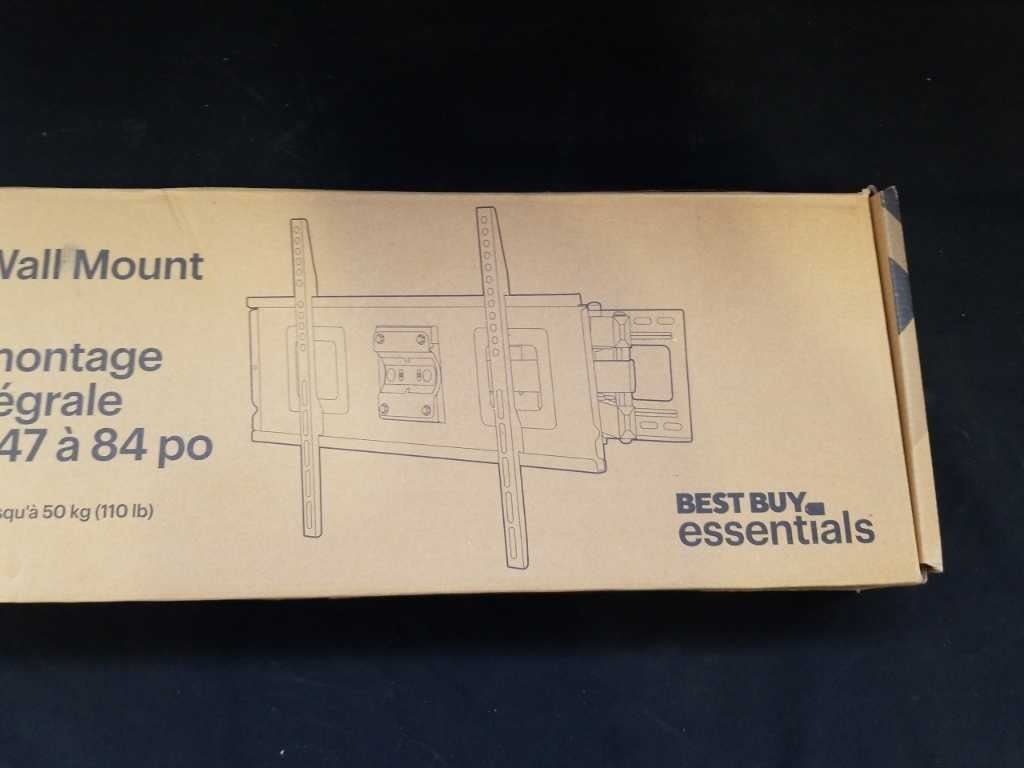 Wall Mount
montage
égrale
47 à 84 po
squ'à 50 kg (110 lb)
BEST BUY
essentials